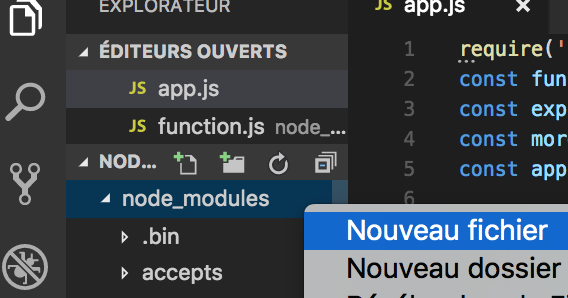 EXPLORATEUR
ÉDITEURS OUVERTS
JS app.js
JS function.js node_...
NOD...
node_modules
.bin
accepts
JS app.js
1 require('
2 const fun
3 const exp
4 const mor
5 const app
6
Nouveau fichier
Nouveau dossier